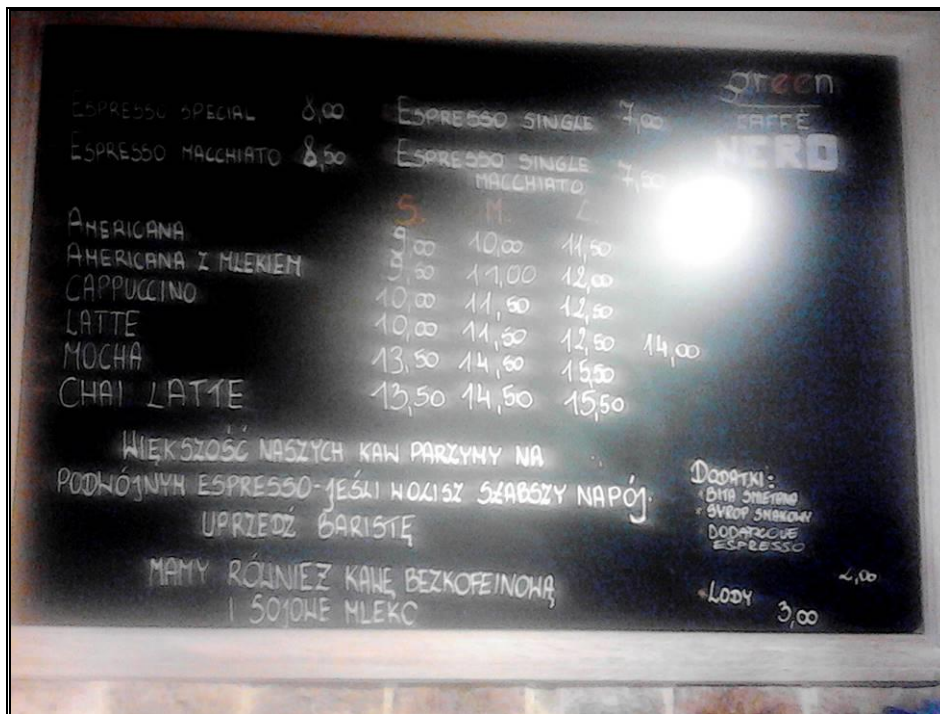 green
CAFFÈ
NERO
ESPRESSO SPECIAL 8,00 ESPRESSO SINGLE 7,00
ESPRESSO MACCHIATO 8,50 ESPRESSO SINGLE
MACCHIATO 7,50
S. M. L.
AMERICANA 9,00 10,00 11,50
AMERICANA Z MLEKIEM 9,50 11,00 12,00
CAPPUCCINO 10,00 11,50 12,50
LATTE 10,00 11,50 12,50 14,00
MOCHA 13,50 14,50 15,50
CHAI LATTE 13,50 14,50 15,50
WIĘKSZOŚĆ NASZYCH KAW PARZYMY NA
PODWÓJNYM ESPRESSO-JEŚLI WOLISZ SŁABSZY NAPÓJ.
UPRZEDŹ BARISTĘ
MAMY RÓWNIEŻ KAWĘ BEZKOFEINOWĄ
I SOJOWE MLEKO
DODATKI:
BITA SMIETANA
SYROP SMAKOWY
DODATKOWE
ESPRESSO
2,00
LODY 3,00